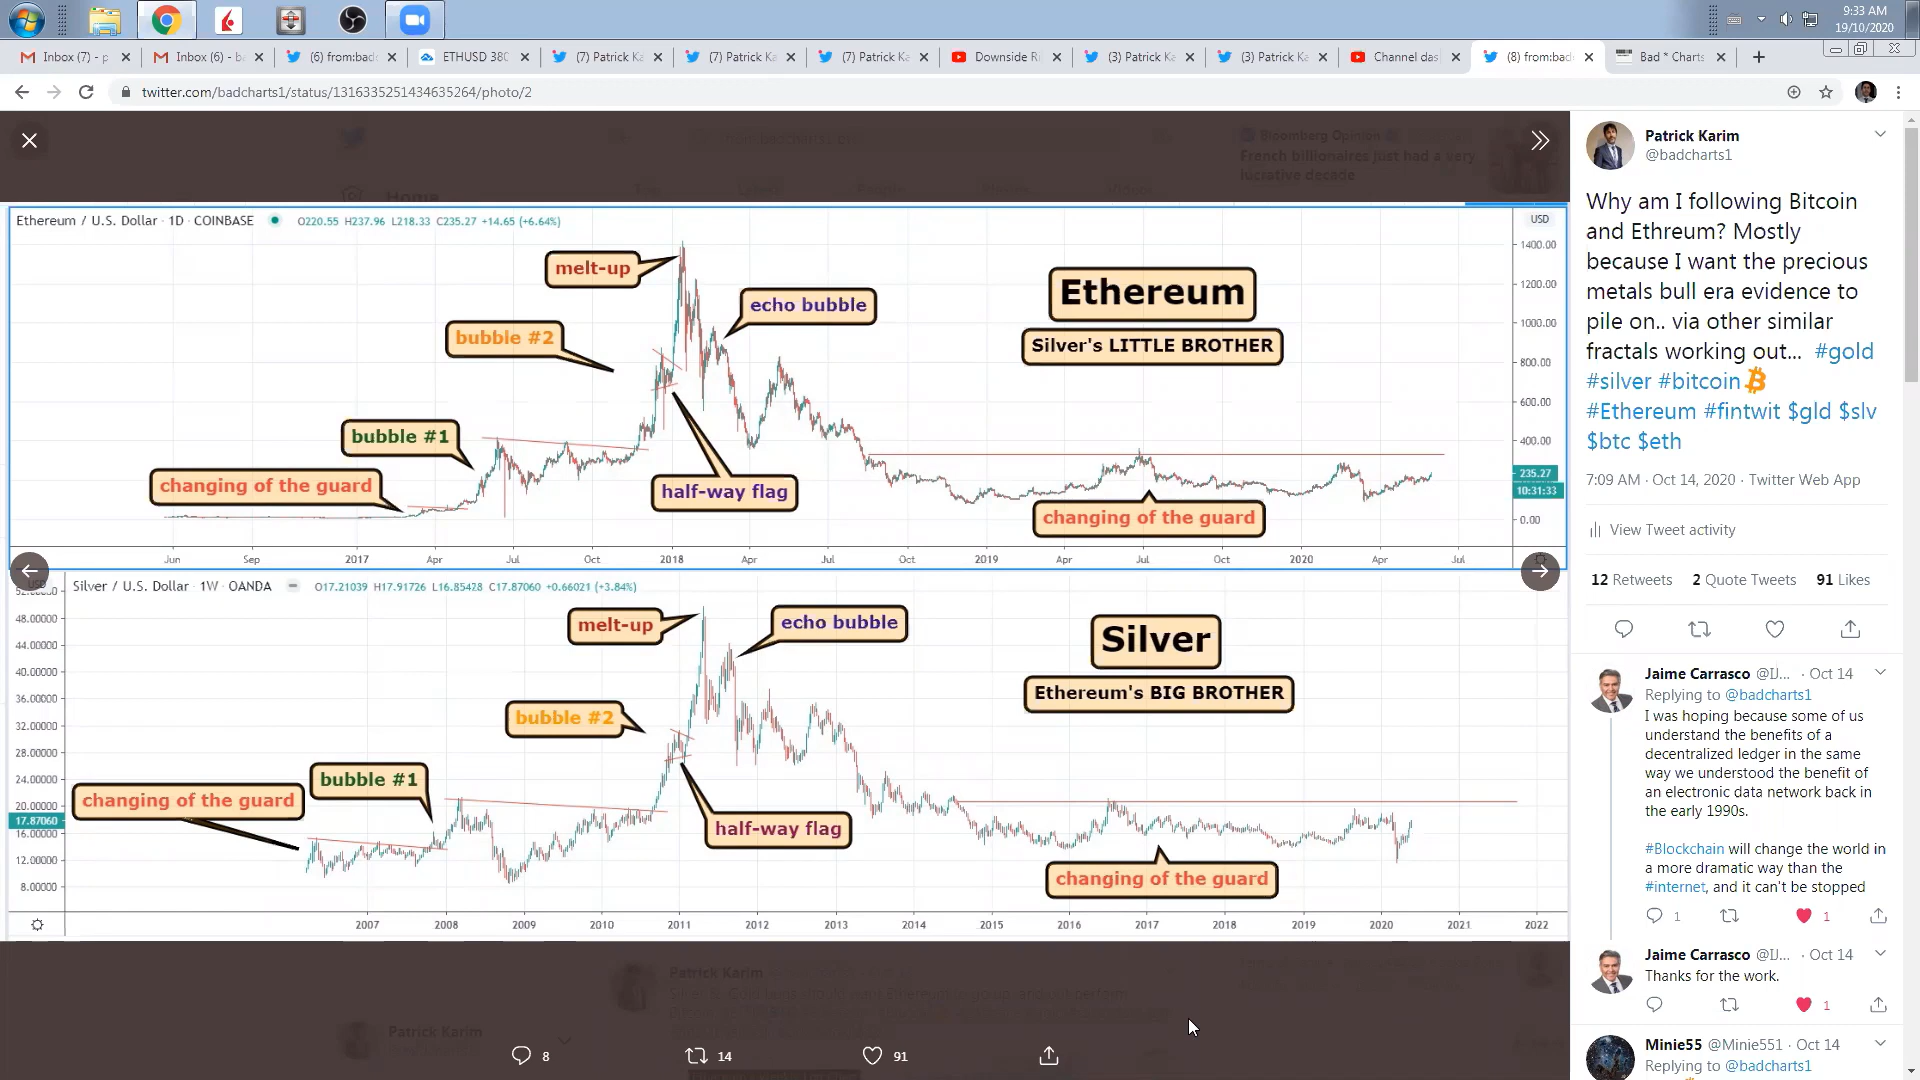 9:33 AM
19/10/2020
Inbox (7) - p
Inbox (6) - ba
(6) from:bad
ETHUSD 380
(7) Patrick Ka
(7) Patrick Ka
(7) Patrick Ka
Downside Ri
(3) Patrick Ka
(3) Patrick Ka
Channel das
(8) from:bad
Bad * Charts
twitter.com/badcharts1/status/1316335251434635264/photo/2
Bloomberg Opinion
French billionaires just had a very
lucrative decade
Home
Ethereum / U.S. Dollar · 1D · COINBASE O220.55 H237.96 L218.33 C235.27 +14.65 (+6.64%)
USD
1400.00
1200.00
1000.00
800.00
600.00
400.00
235.27
10:31:33
0.00
melt-up
echo bubble
bubble #2
bubble #1
changing of the guard
half-way flag
Ethereum
Silver's LITTLE BROTHER
changing of the guard
Jun Sep 2017 Apr Jul Oct 2018 Apr Jul Oct 2019 Apr Jul Oct 2020 Apr Jul
Silver / U.S. Dollar · 1W · OANDA O17.21039 H17.91726 L16.85428 C17.87060 +0.66021 (+3.84%)
48.00000
44.00000
40.00000
36.00000
32.00000
28.00000
24.00000
20.00000
17.87060
16.00000
12.00000
8.00000
melt-up
echo bubble
bubble #2
bubble #1
changing of the guard
half-way flag
Silver
Ethereum's BIG BROTHER
changing of the guard
2007 2008 2009 2010 2011 2012 2013 2014 2015 2016 2017 2018 2019 2020 2021 2022
Patrick Karim
Patrick Karim
8
14
91
Patrick Karim
@badcharts1
Why am I following Bitcoin
and Ethreum? Mostly
because I want the precious
metals bull era evidence to
pile on.. via other similar
fractals working out... #gold
#silver #bitcoin
#Ethereum #fintwit $gld $slv
$btc $eth
7:09 AM · Oct 14, 2020 · Twitter Web App
View Tweet activity
12 Retweets 2 Quote Tweets 91 Likes
Jaime Carrasco @IJ... · Oct 14
Replying to @badcharts1
I was hoping because some of us
understand the benefits of a
decentralized ledger in the same
way we understood the benefit of
an electronic data network back in
the early 1990s.
#Blockchain will change the world in
a more dramatic way than the
#internet, and it can't be stopped
1
1
Jaime Carrasco @IJ... · Oct 14
Thanks for the work.
1
Minie55 @Minie551 · Oct 14
Replying to @badcharts1